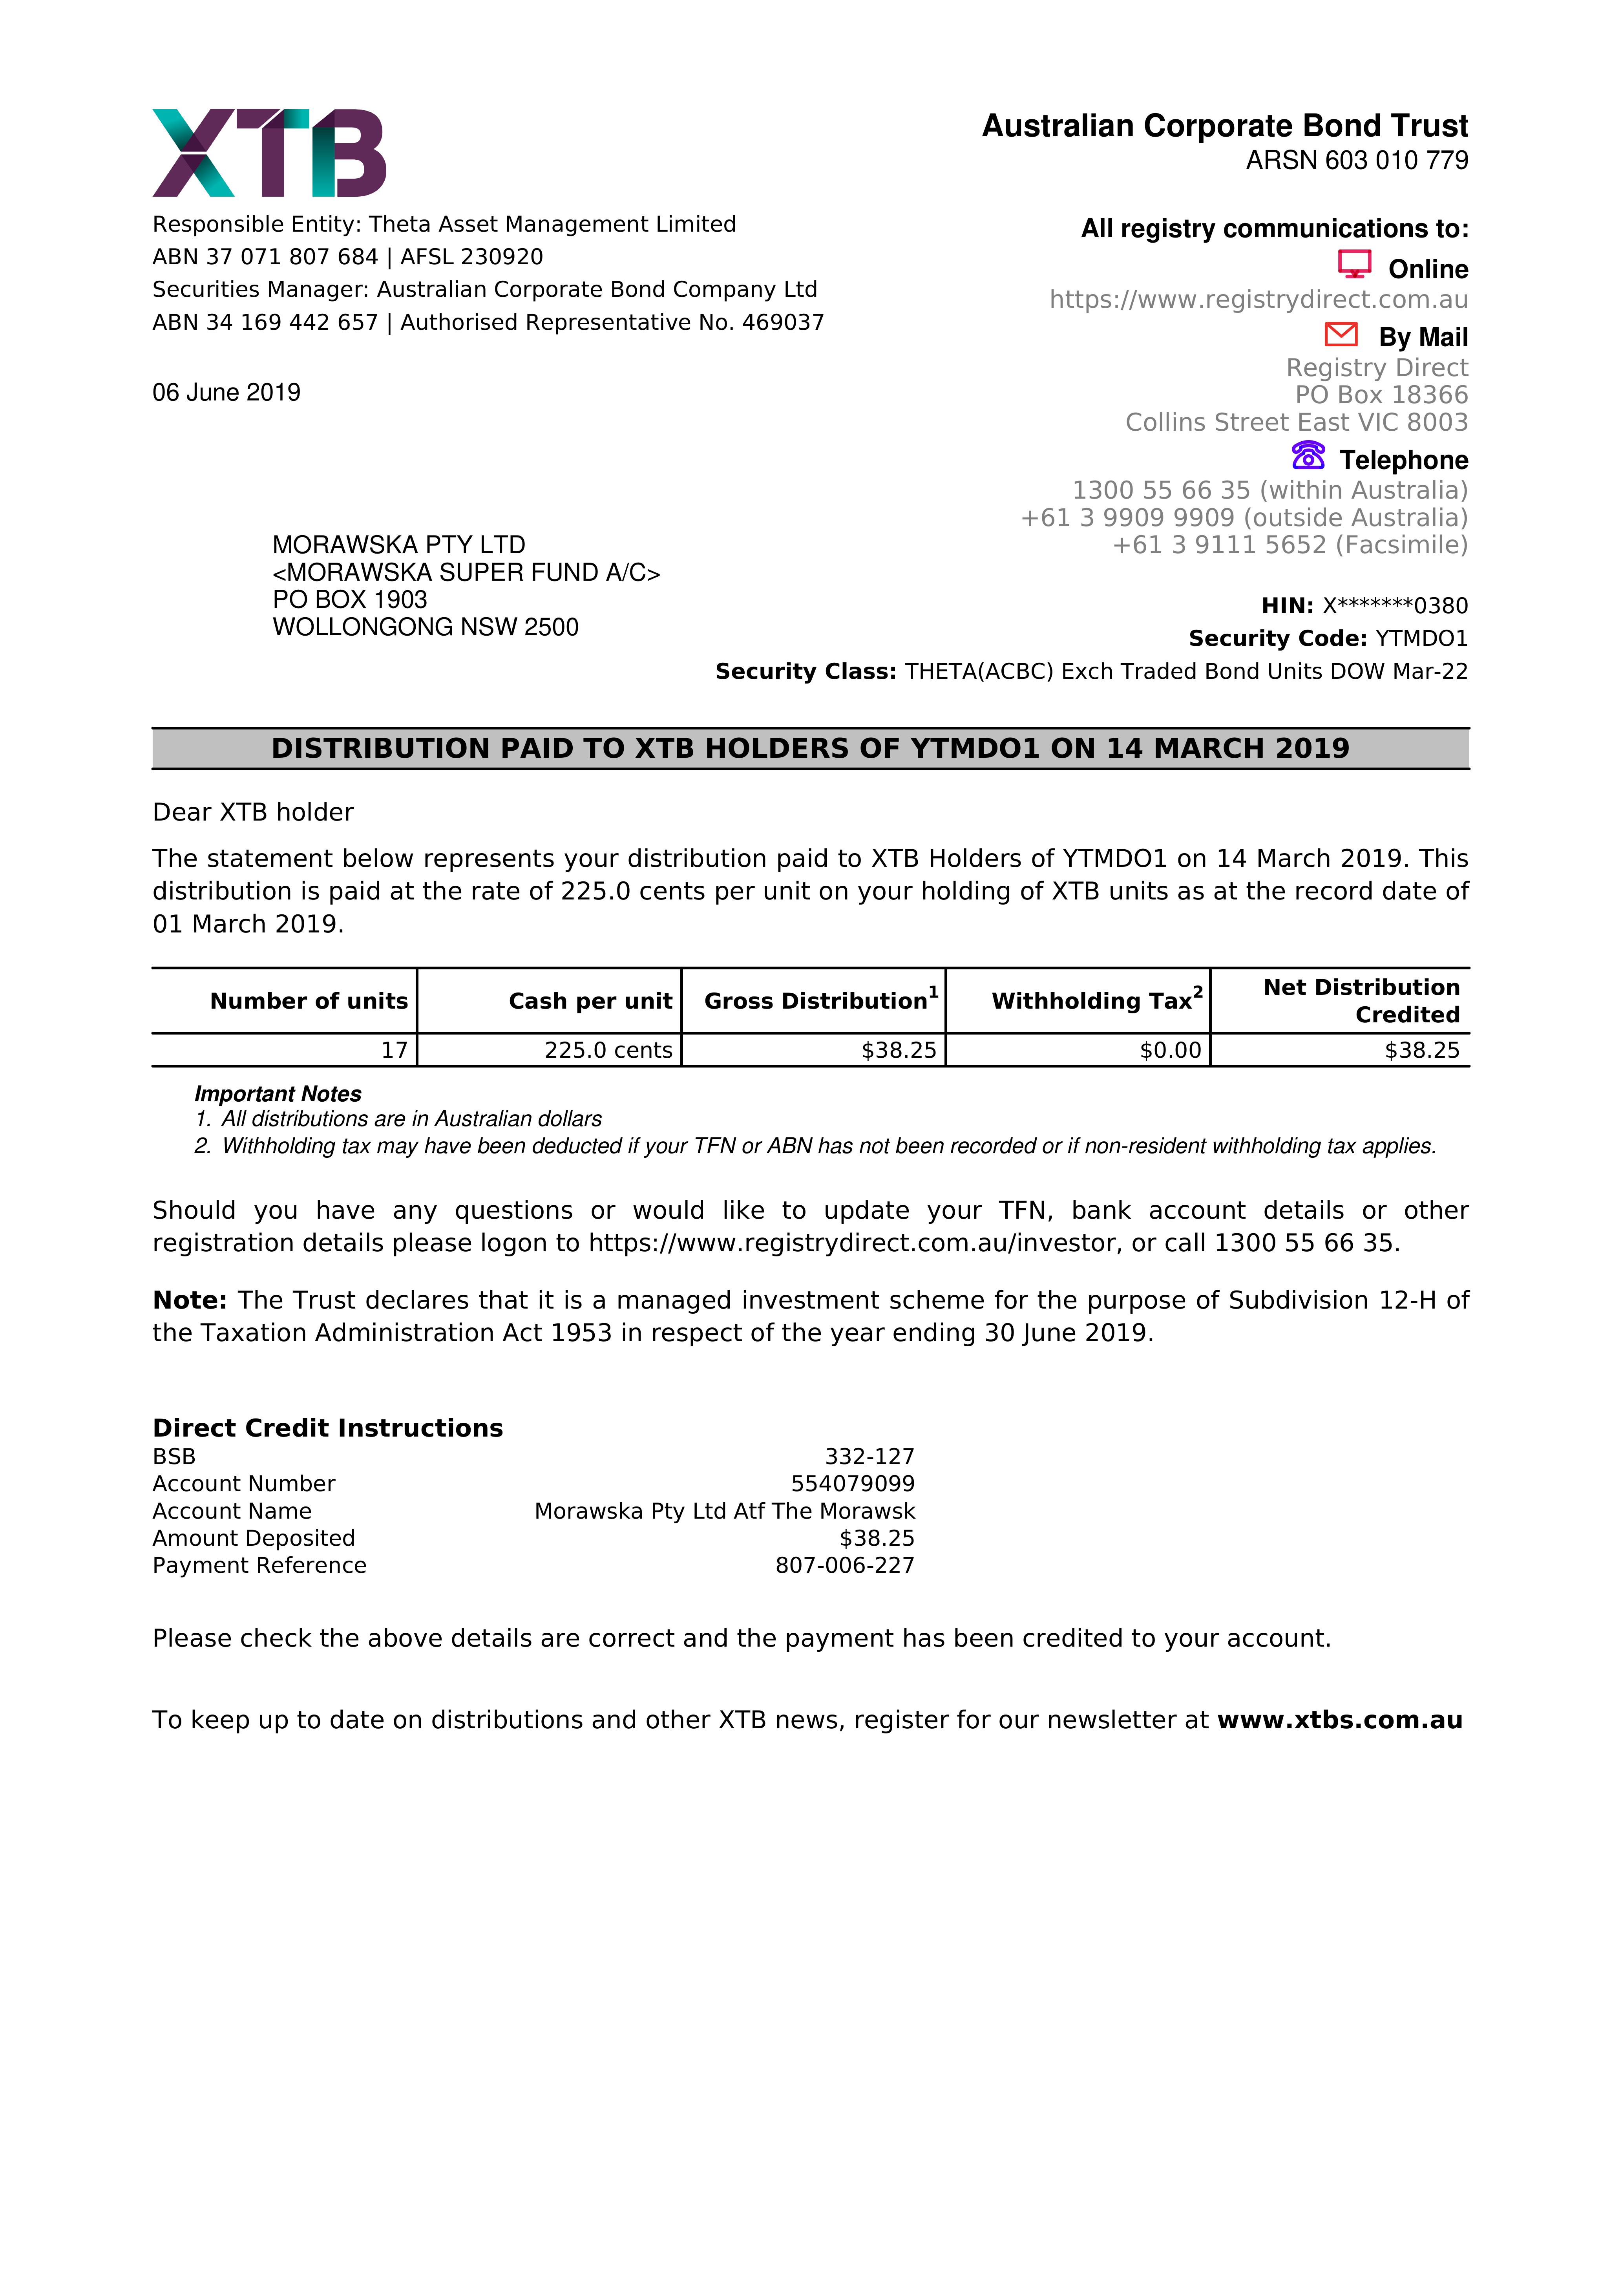 XTB
Responsible Entity: Theta Asset Management Limited
ABN 37 071 807 684 | AFSL 230920
Securities Manager: Australian Corporate Bond Company Ltd
ABN 34 169 442 657 | Authorised Representative No. 469037
06 June 2019
Australian Corporate Bond Trust
ARSN 603 010 779
All registry communications to:
Online
https://www.registrydirect.com.au
By Mail
Registry Direct
PO Box 18366
Collins Street East VIC 8003
Telephone
1300 55 66 35 (within Australia)
+61 3 9909 9909 (outside Australia)
+61 3 9111 5652 (Facsimile)
MORAWSKA PTY LTD
<MORAWSKA SUPER FUND A/C>
PO BOX 1903
WOLLONGONG NSW 2500
HIN: X*******0380
Security Code: YTMDO1
Security Class: THETA(ACBC) Exch Traded Bond Units DOW Mar-22
DISTRIBUTION PAID TO XTB HOLDERS OF YTMDO1 ON 14 MARCH 2019
Dear XTB holder
The statement below represents your distribution paid to XTB Holders of YTMDO1 on 14 March 2019. This
distribution is paid at the rate of 225.0 cents per unit on your holding of XTB units as at the record date of
01 March 2019.
Number of units Cash per unit Gross Distribution1 Withholding Tax2 Net Distribution
Credited
17 225.0 cents $38.25 $0.00 $38.25
Important Notes
1. All distributions are in Australian dollars
2. Withholding tax may have been deducted if your TFN or ABN has not been recorded or if non-resident withholding tax applies.
Should you have any questions or would like to update your TFN, bank account details or other
registration details please logon to https://www.registrydirect.com.au/investor, or call 1300 55 66 35.
Note: The Trust declares that it is a managed investment scheme for the purpose of Subdivision 12-H of
the Taxation Administration Act 1953 in respect of the year ending 30 June 2019.
Direct Credit Instructions
BSB 332-127
Account Number 554079099
Account Name Morawska Pty Ltd Atf The Morawsk
Amount Deposited $38.25
Payment Reference 807-006-227
Please check the above details are correct and the payment has been credited to your account.
To keep up to date on distributions and other XTB news, register for our newsletter at www.xtbs.com.au